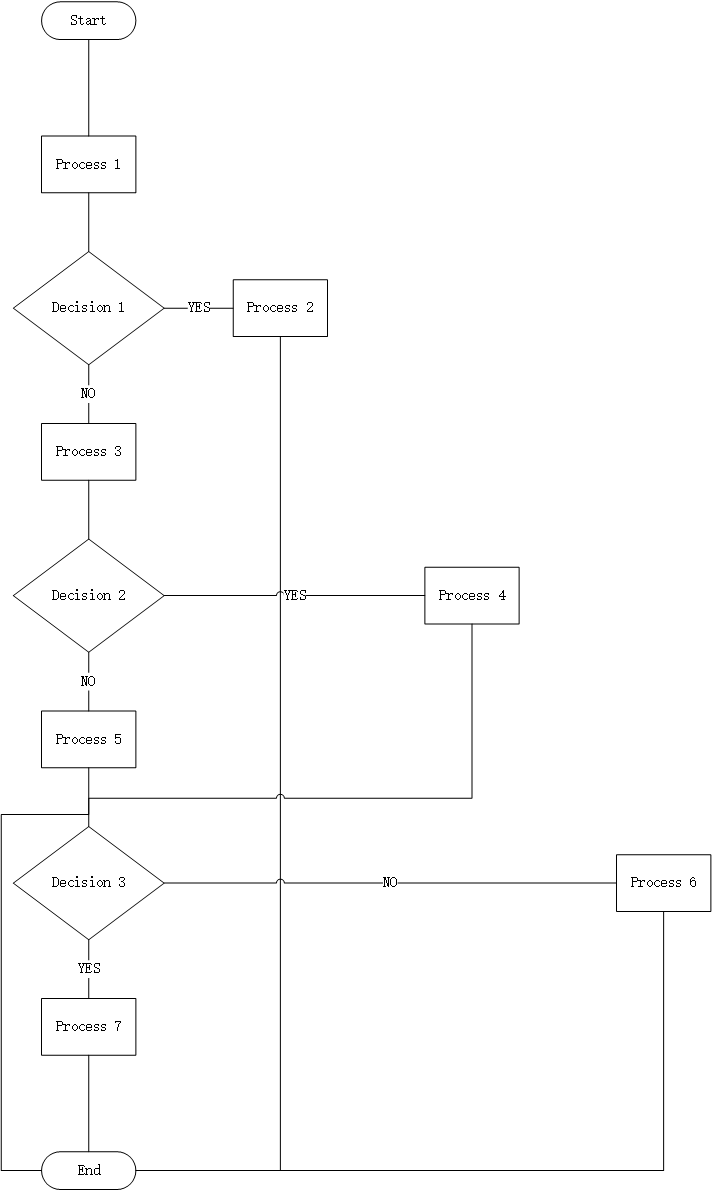 Start
Process 1
Decision 1
YES
Process 2
NO
Process 3
Decision 2
YES
Process 4
NO
Process 5
Decision 3
NO
Process 6
YES
Process 7
End